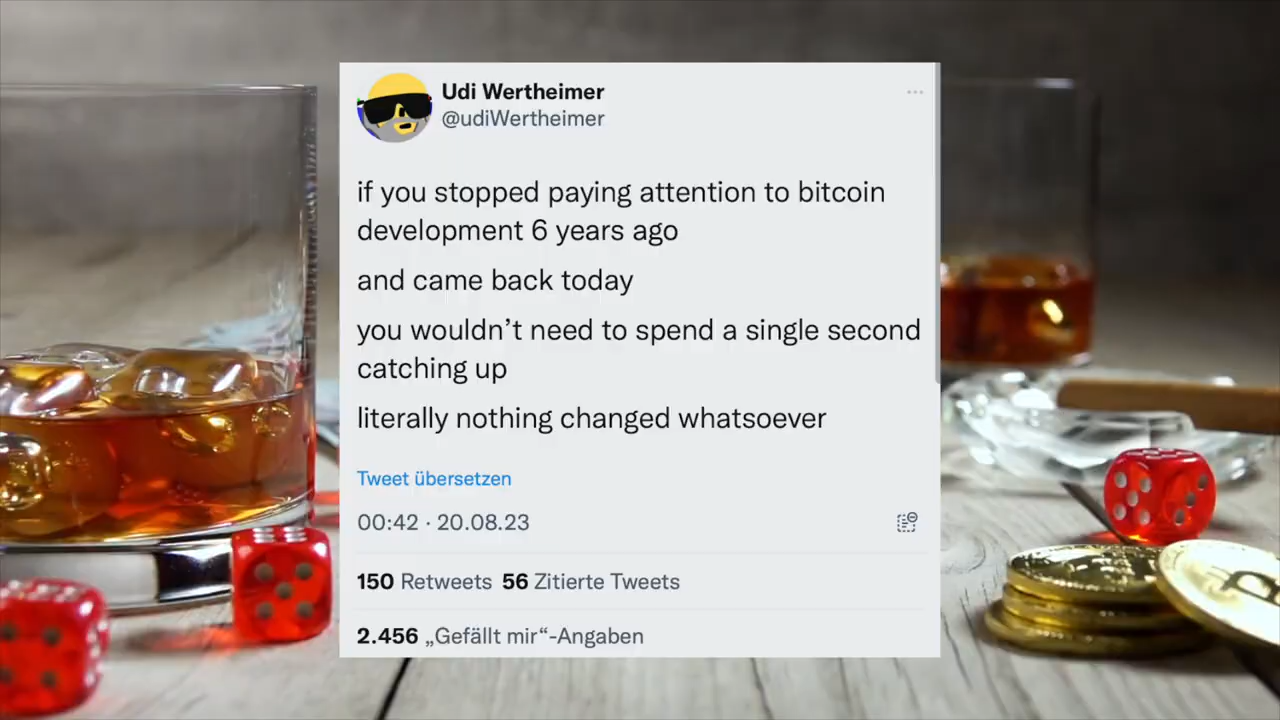 Udi Wertheimer
@udiWertheimer
if you stopped paying attention to bitcoin
development 6 years ago
and came back today
you wouldn’t need to spend a single second
catching up
literally nothing changed whatsoever
Tweet übersetzen
00:42 · 20.08.23
150 Retweets 56 Zitierte Tweets
2.456 „Gefällt mir“-Angaben